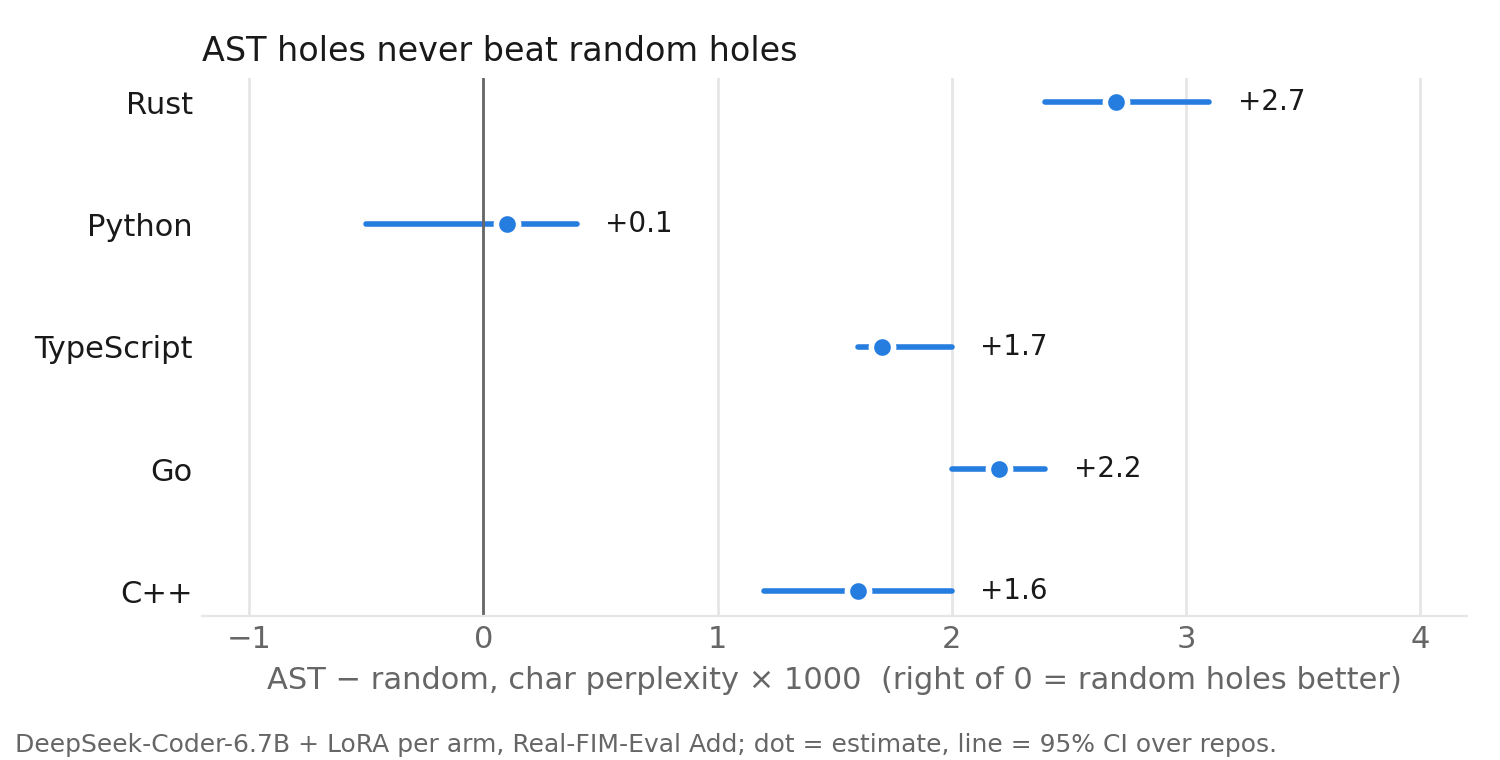 AST holes never beat random holes
Rust
+2.7
Python
+0.1
TypeScript
+1.7
Go
+2.2
C++
+1.6
−1 0 1 2 3 4
AST − random, char perplexity × 1000 (right of 0 = random holes better)
DeepSeek-Coder-6.7B + LoRA per arm, Real-FIM-Eval Add; dot = estimate, line = 95% CI over repos.